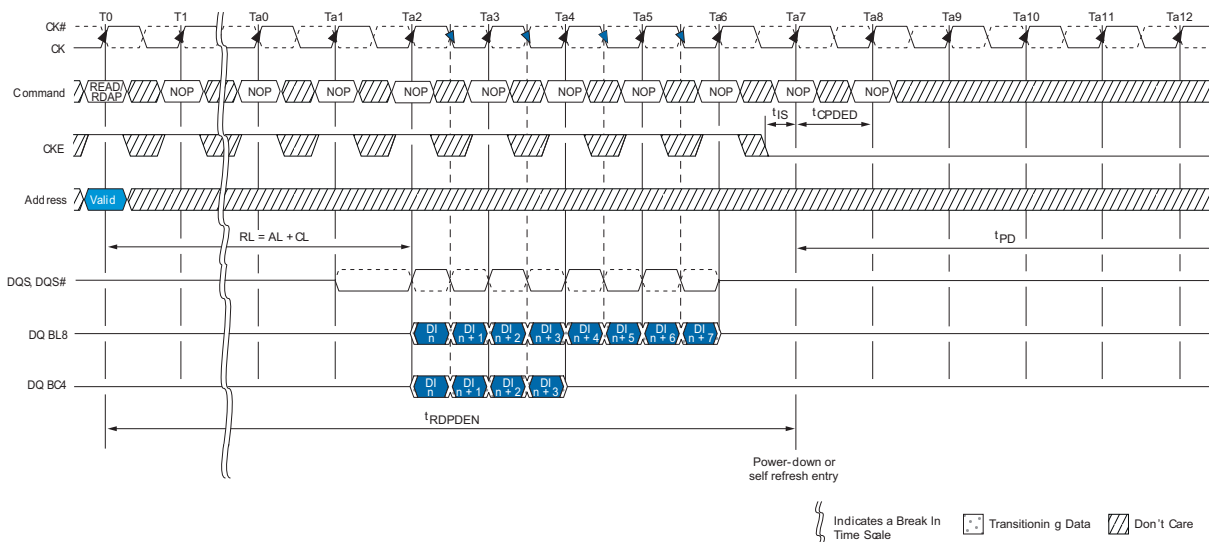 T0 T1 Ta0 Ta1 Ta2 Ta3 Ta4 Ta5 Ta6 Ta7 Ta8 Ta9 Ta10 Ta11 Ta12
CK#
CK
Command READ/ RDAP NOP NOP NOP NOP NOP NOP NOP NOP NOP NOP
tIS tCPDED
CKE
Address Valid
RL = AL + CL
tPD
DQS, DQS#
DQ BL8 DI n DI n + 1 DI n + 2 DI n + 3 DI n + 4 DI n+ 5 DI n + 6 DI n + 7
DQ BC4 DI n DI n + 1 DI n + 2 DI n + 3
tRDPDEN
Power-down or
self refresh entry
Indicates a Break In
Time Scale
Transitionin g Data
Don't Care